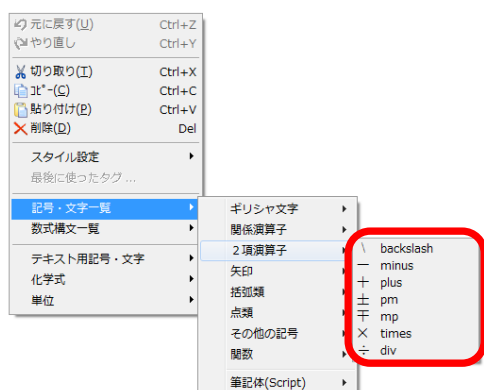 元に戻す(U) Ctrl+Z
やり直し Ctrl+Y
切り取り(T) Ctrl+X
ｺﾋﾟｰ(C) Ctrl+C
貼り付け(P) Ctrl+V
削除(D) Del
スタイル設定
最後に使ったタグ ...
記号・文字一覧
数式構文一覧
テキスト用記号・文字
化学式
単位
ギリシャ文字
関係演算子
２項演算子
矢印
括弧類
点類
その他の記号
関数
筆記体(Script)
\ backslash
− minus
+ plus
± pm
∓ mp
× times
÷ div